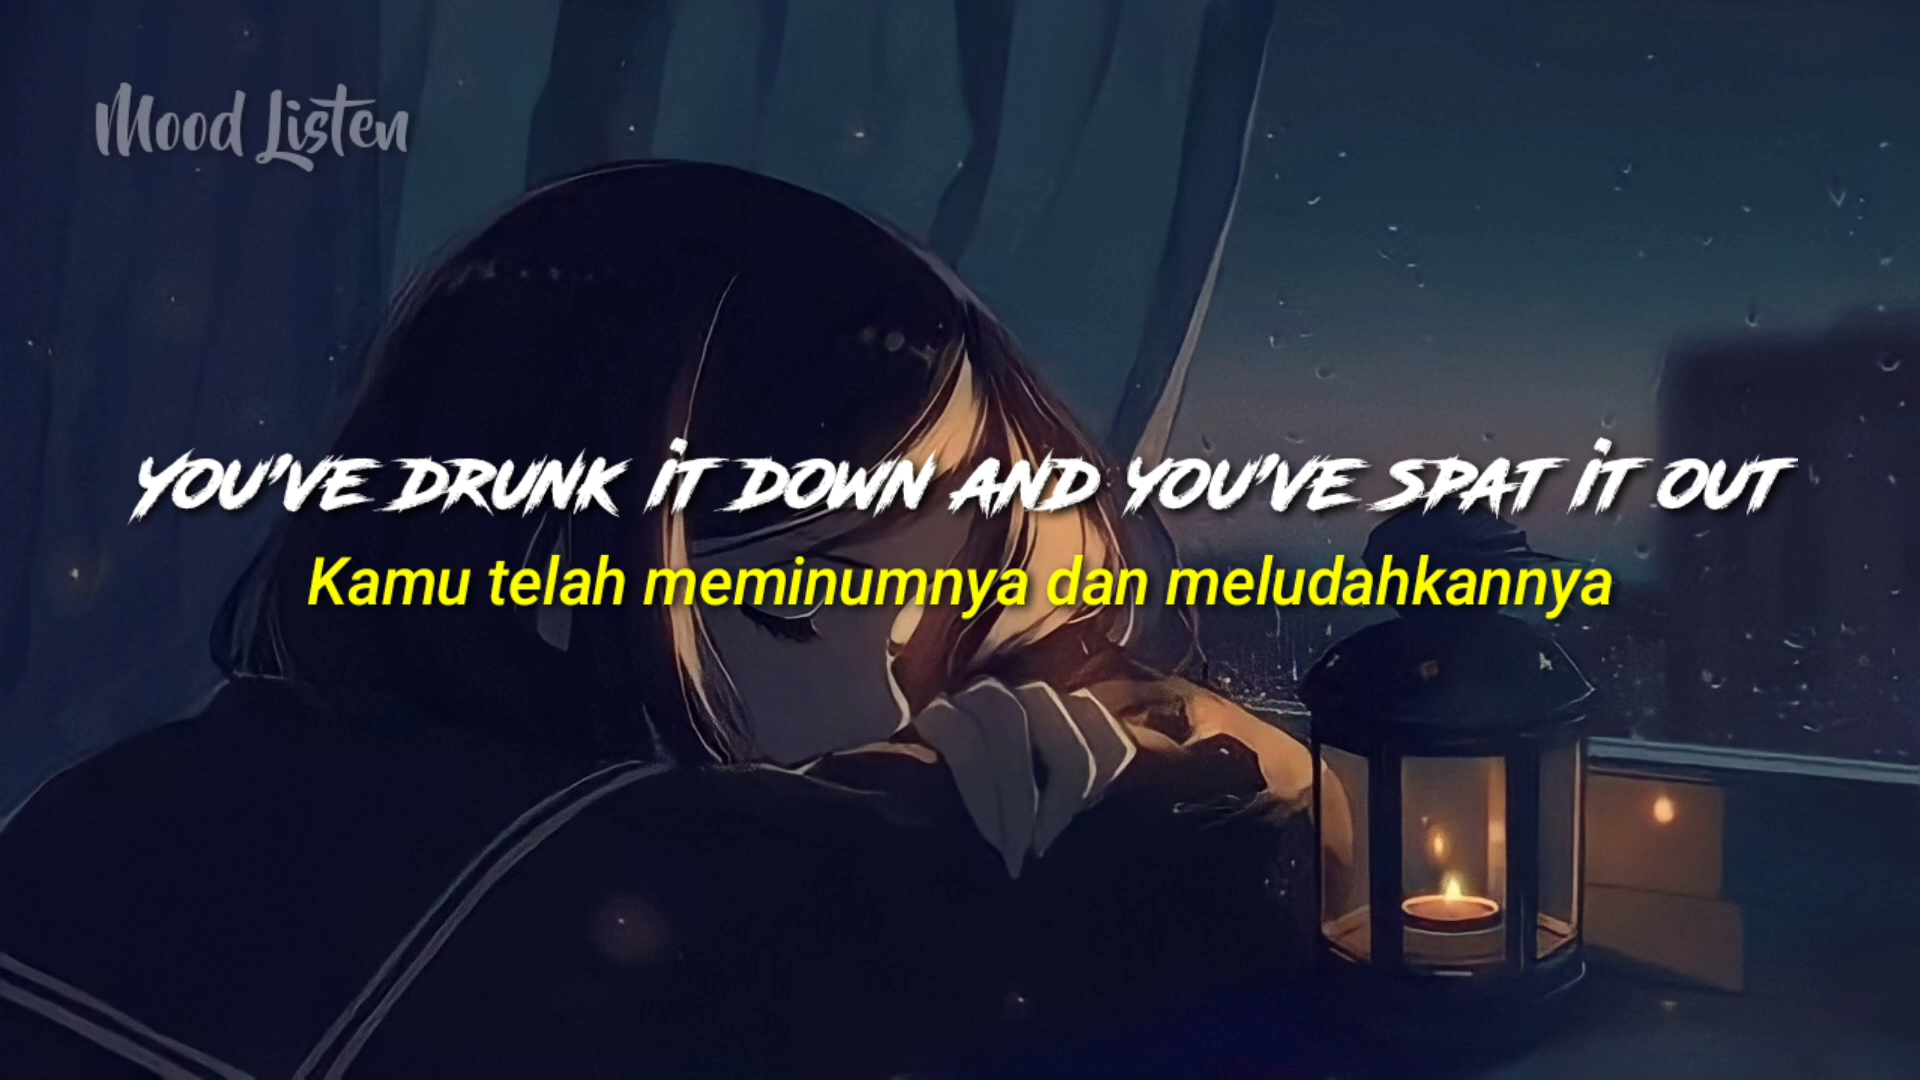 Mood Listen
YOU'VE DRUNK IT DOWN AND YOU'VE SPAT IT OUT
Kamu telah meminumnya dan meludahkannya